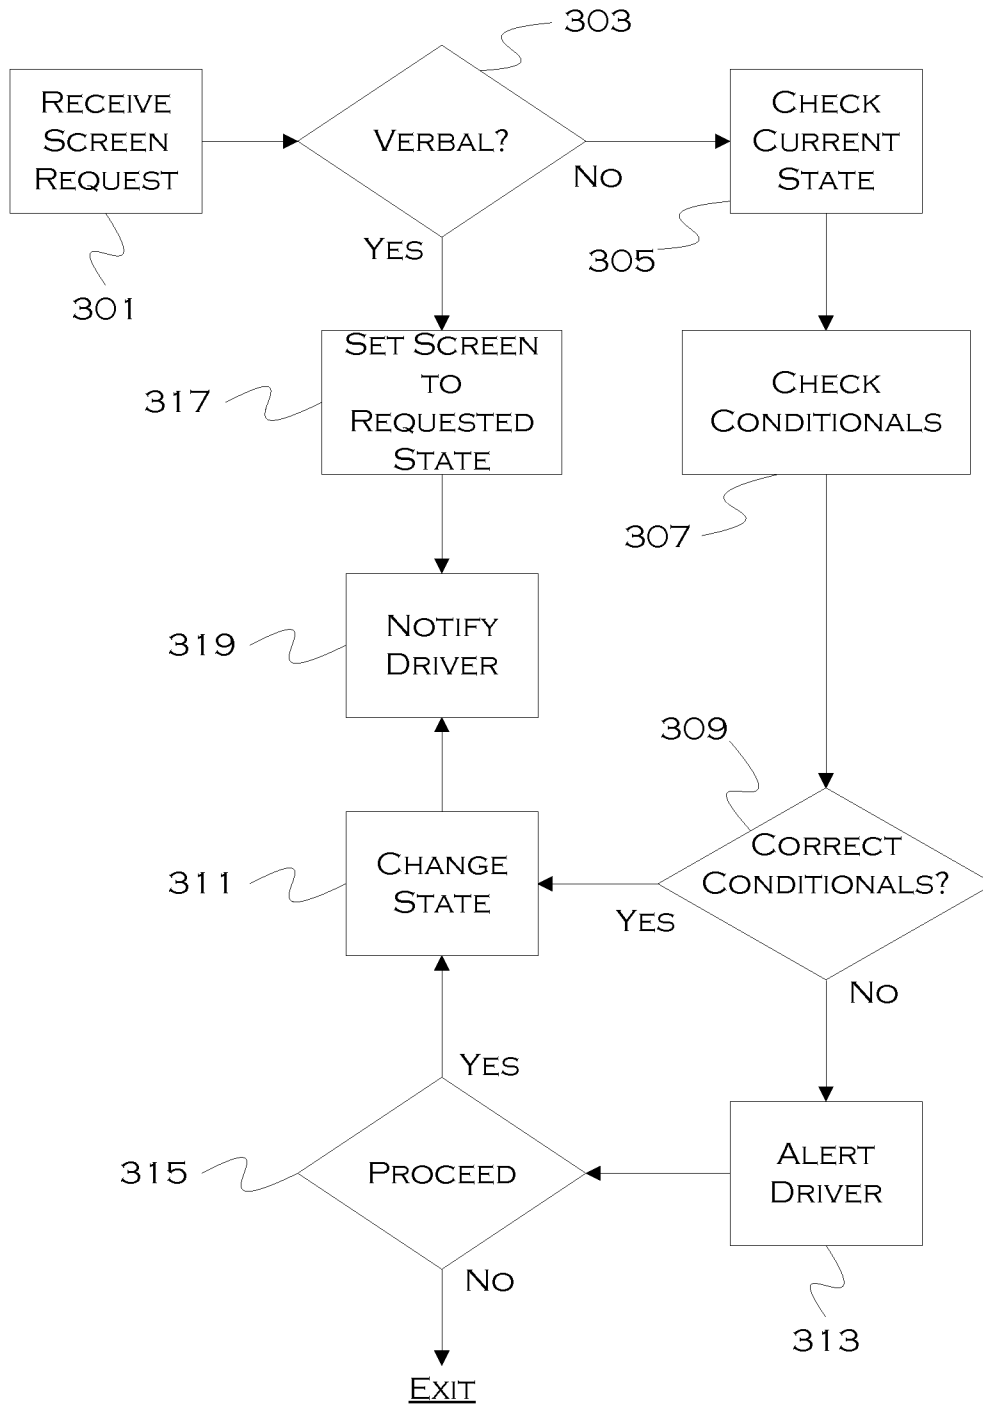 303
RECEIVE
SCREEN
REQUEST
VERBAL?
CHECK
CURRENT
STATE
NO
YES
305
301
SET SCREEN
TO
REQUESTED
STATE
317
CHECK
CONDITIONALS
307
NOTIFY
DRIVER
319
309
CHANGE
STATE
311
CORRECT
CONDITIONALS?
YES
NO
YES
PROCEED
315
ALERT
DRIVER
NO
313
EXIT